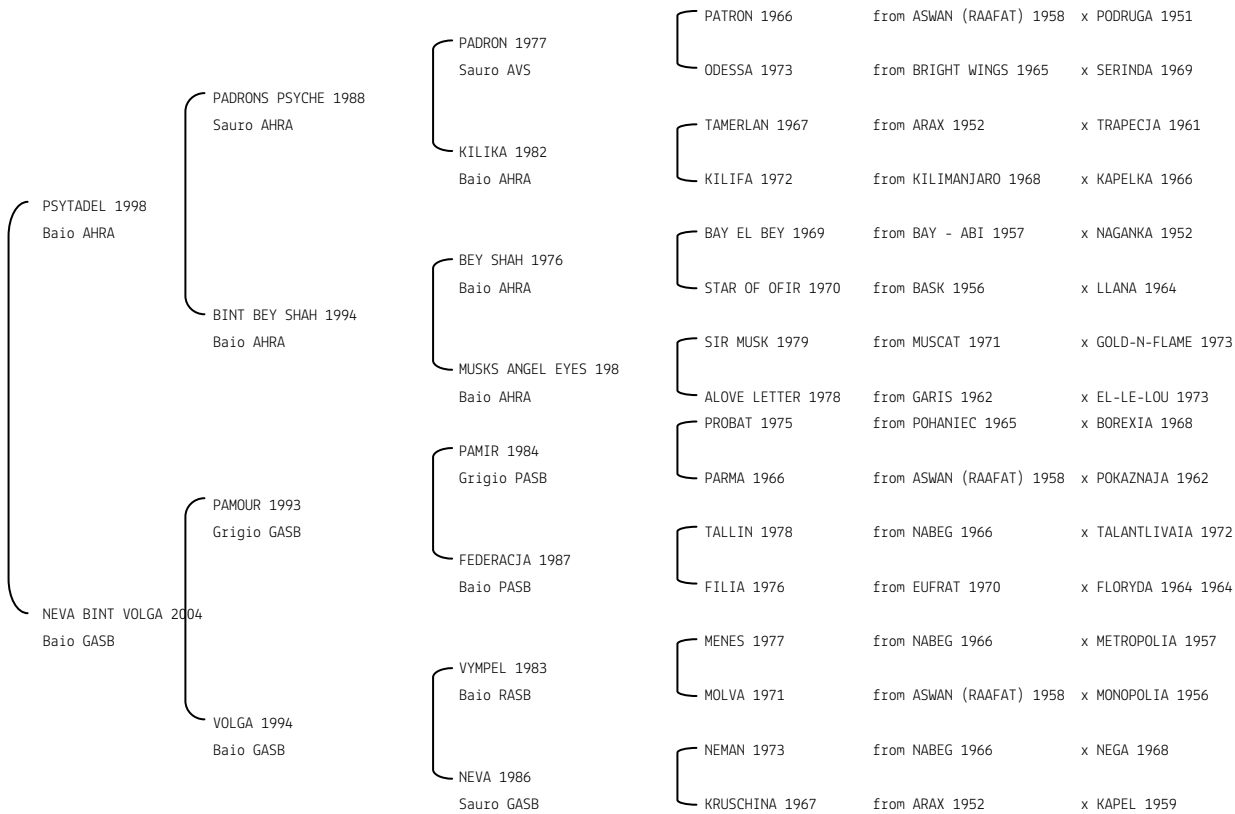 PATRON 1966 from ASWAN (RAAFAT) 1958 x PODRUGA 1951
PADRON 1977
Sauro AVS
ODESSA 1973 from BRIGHT WINGS 1965 x SERINDA 1969
PADRONS PSYCHE 1988
Sauro AHRA
TAMERLAN 1967 from ARAX 1952 x TRAPECJA 1961
KILIKA 1982
Baio AHRA
KILIFA 1972 from KILIMANJARO 1968 x KAPELKA 1966
PSYTADEL 1998
Baio AHRA
BAY EL BEY 1969 from BAY - ABI 1957 x NAGANKA 1952
BEY SHAH 1976
Baio AHRA
STAR OF OFIR 1970 from BASK 1956 x LLANA 1964
BINT BEY SHAH 1994
Baio AHRA
SIR MUSK 1979 from MUSCAT 1971 x GOLD-N-FLAME 1973
MUSKS ANGEL EYES 198
Baio AHRA
ALOVE LETTER 1978 from GARIS 1962 x EL-LE-LOU 1973
PROBAT 1975 from POHANIEC 1965 x BOREXIA 1968
PAMIR 1984
Grigio PASB
PARMA 1966 from ASWAN (RAAFAT) 1958 x POKAZNAJA 1962
PAMOUR 1993
Grigio GASB
TALLIN 1978 from NABEG 1966 x TALANTLIVAIA 1972
FEDERACJA 1987
Baio PASB
FILIA 1976 from EUFRAT 1970 x FLORYDA 1964 1964
NEVA BINT VOLGA 2004
Baio GASB
MENES 1977 from NABEG 1966 x METROPOLIA 1957
VYMPEL 1983
Baio RASB
MOLVA 1971 from ASWAN (RAAFAT) 1958 x MONOPOLIA 1956
VOLGA 1994
Baio GASB
NEMAN 1973 from NABEG 1966 x NEGA 1968
NEVA 1986
Sauro GASB
KRUSCHINA 1967 from ARAX 1952 x KAPEL 1959